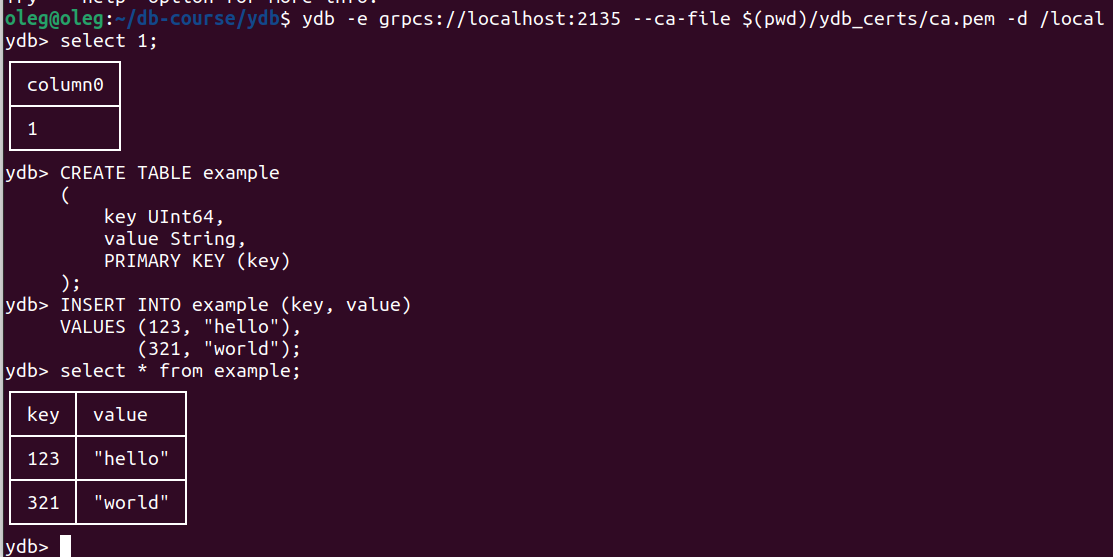 oleg@oleg:~/db-course/ydb$ ydb -e grpcs://localhost:2135 --ca-file $(pwd)/ydb_certs/ca.pem -d /local
ydb> select 1;
column0
1
ydb> CREATE TABLE example
(
key UInt64,
value String,
PRIMARY KEY (key)
);
ydb> INSERT INTO example (key, value)
VALUES (123, "hello"),
(321, "world");
ydb> select * from example;
key value
123 "hello"
321 "world"
ydb>